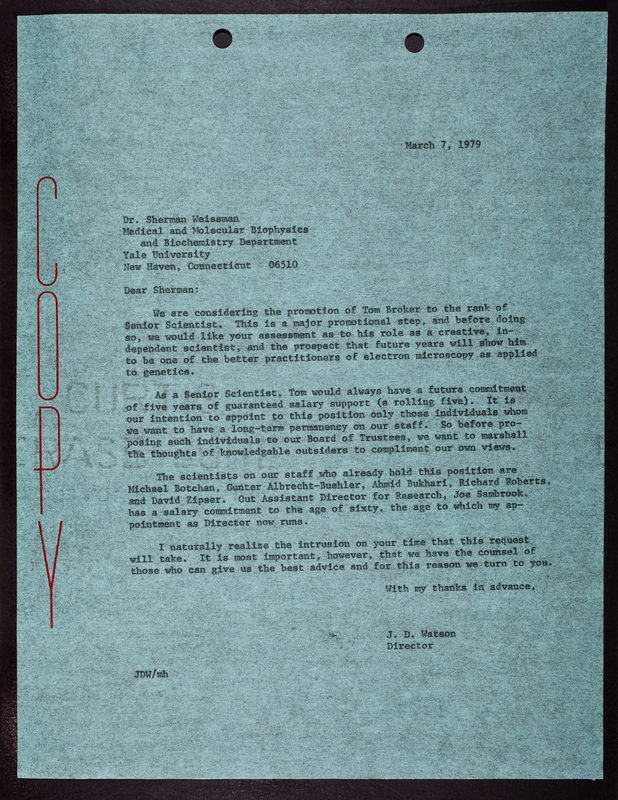 March 7, 1979
COPY
Dr. Sherman Weissman
Medical and Molecular Biophysics
and Biochemistry Department
Yale University
New Haven, Connecticut 06510
Dear Sherman:
We are considering the promotion of Tom Broker to the rank of
Senior Scientist. This is a major promotional step, and before doing
so, we would like your assessment as to his role as a creative, in-
dependent scientist, and the prospect that future years will show him
to be one of the better practitioners of electron microscopy as applied
to genetics.
As a Senior Scientist, Tom would always have a future commitment
of five years of guaranteed salary support (a rolling five). It is
our intention to appoint to this position only those individuals whom
we want to have a long-term permanency on our staff. So before pro-
posing such individuals to our Board of Trustees, we want to marshall
the thoughts of knowledgable outsiders to compliment our own views.
The scientists on our staff who already hold this position are
Michael Botchan, Gunter Albrecht-Buehler, Ahmid Bukhari, Richard Roberts,
and David Zipser. Out Assistant Director for Research, Joe Sambrook,
has a salary commitment to the age of sixty, the age to which my ap-
pointment as Director now runs.
I naturally realize the intrusion on your time that this request
will take. It is most important, however, that we have the counsel of
those who can give us the best advice and for this reason we turn to you.
With my thanks in advance,
J. D. Watson
Director
JDW/mh